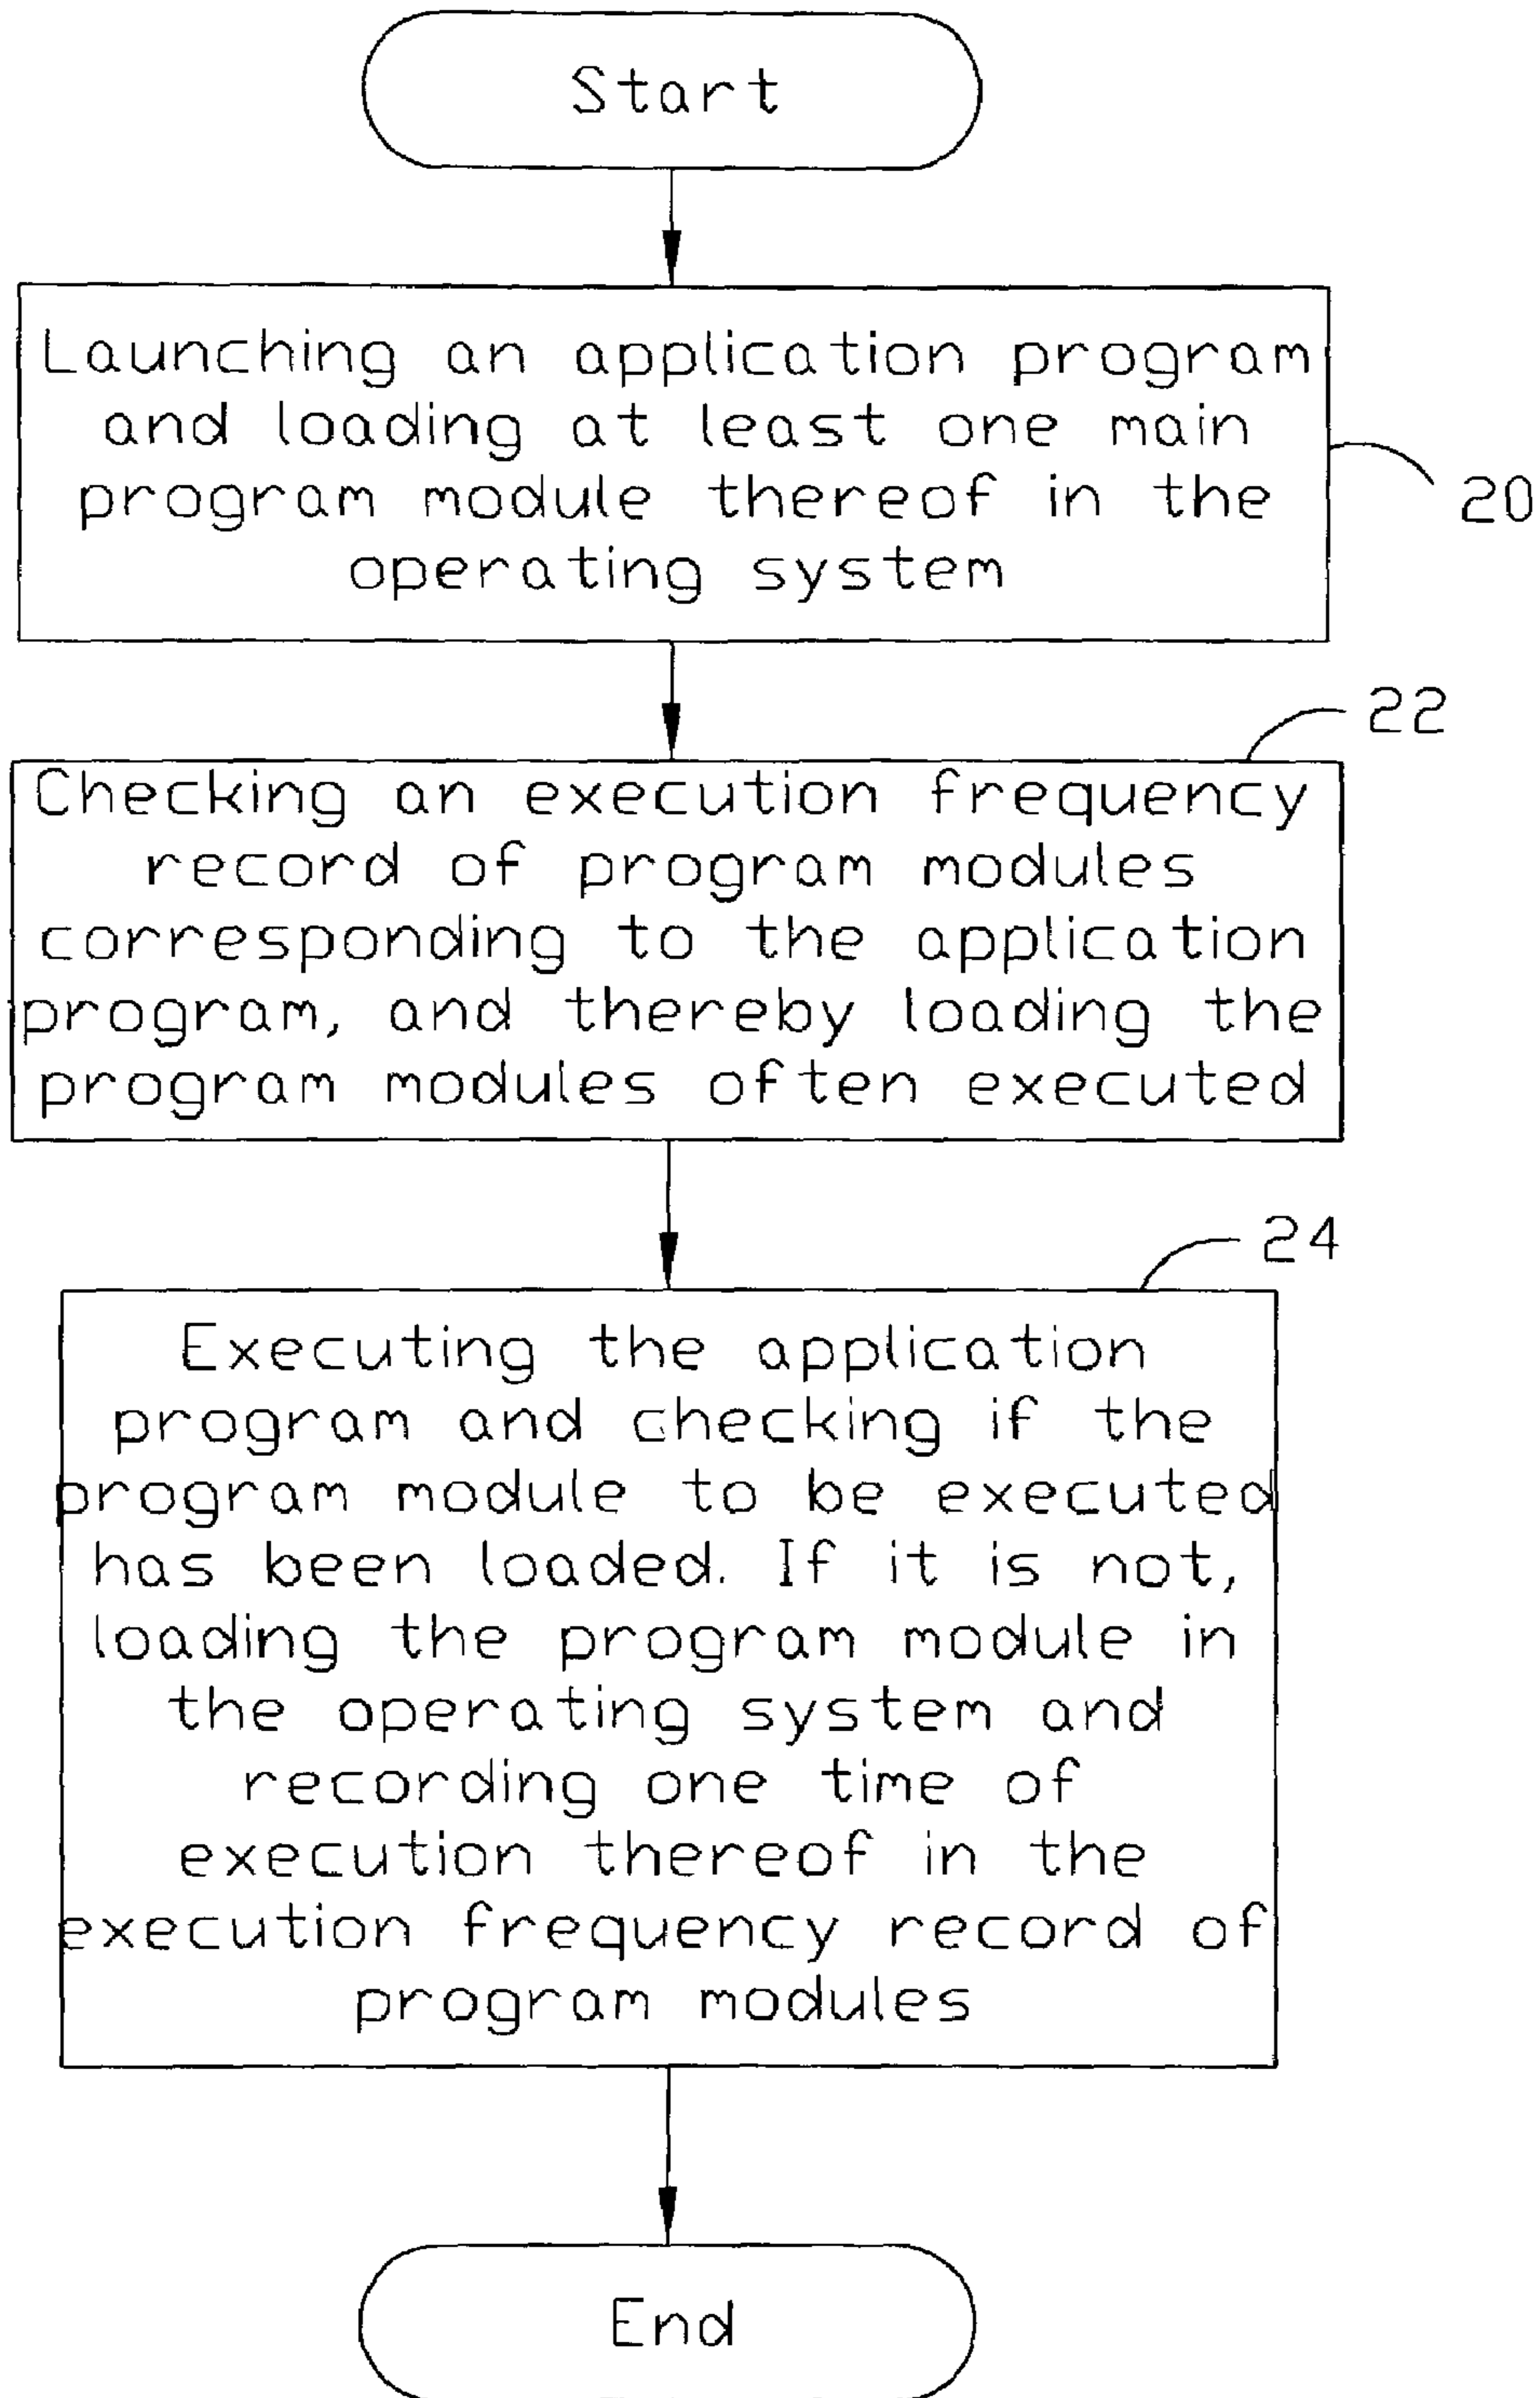 Start
Launching an application program
and loading at least one main
program module thereof in the
operating system
20
22
Checking an execution frequency
record of program modules
corresponding to the application
program, and thereby loading the
program modules often executed
24
Executing the application
program and checking if the
program module to be executed
has been loaded. If it is not,
loading the program module in
the operating system and
recording one time of
execution thereof in the
execution frequency record of
program modules
End